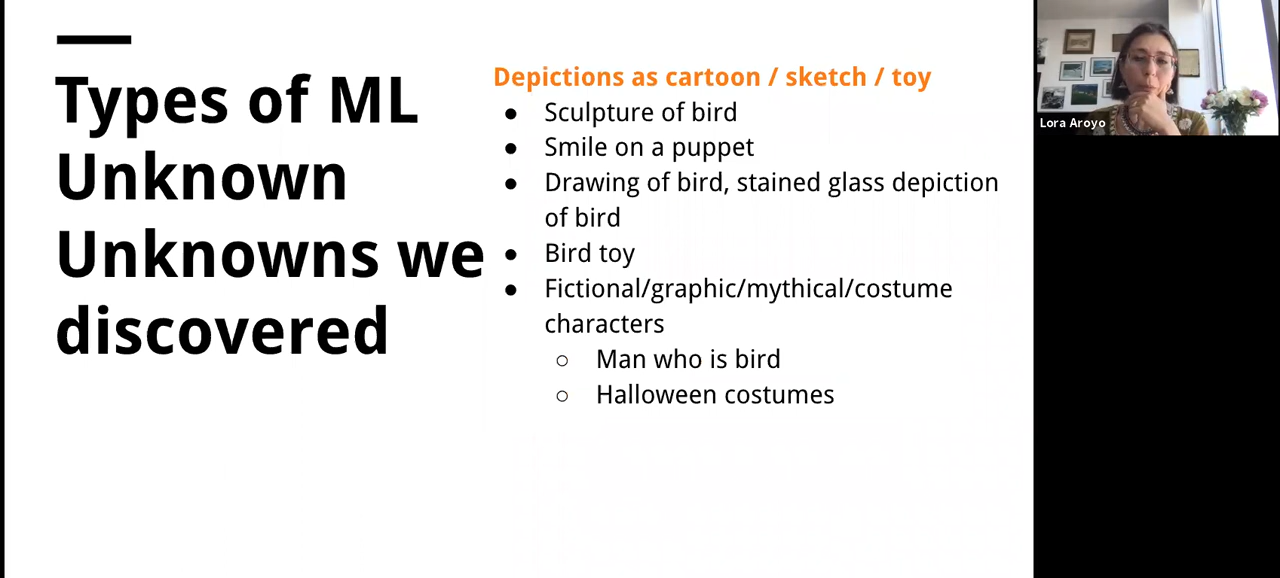 Types of ML
Unknown
Unknowns we
discovered
Depictions as cartoon / sketch / toy
● Sculpture of bird
● Smile on a puppet
● Drawing of bird, stained glass depiction
of bird
● Bird toy
● Fictional/graphic/mythical/costume
characters
○ Man who is bird
○ Halloween costumes
Lora Aroyo